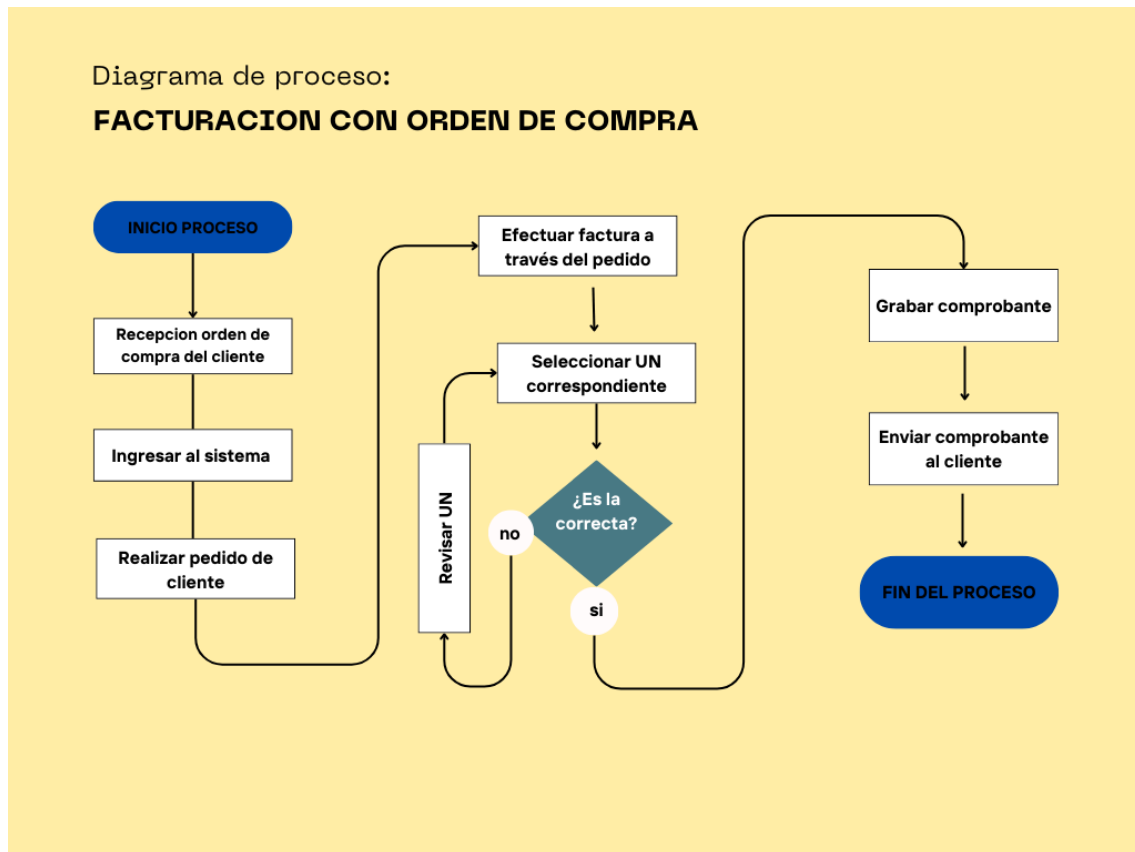 Diagrama de proceso:
FACTURACION CON ORDEN DE COMPRA
INICIO PROCESO
Recepcion orden de
compra del cliente
Ingresar al sistema
Realizar pedido de
cliente
Efectuar factura a
través del pedido
Seleccionar UN
correspondiente
¿Es la
correcta?
no
Revisar UN
si
Grabar comprobante
Enviar comprobante
al cliente
FIN DEL PROCESO